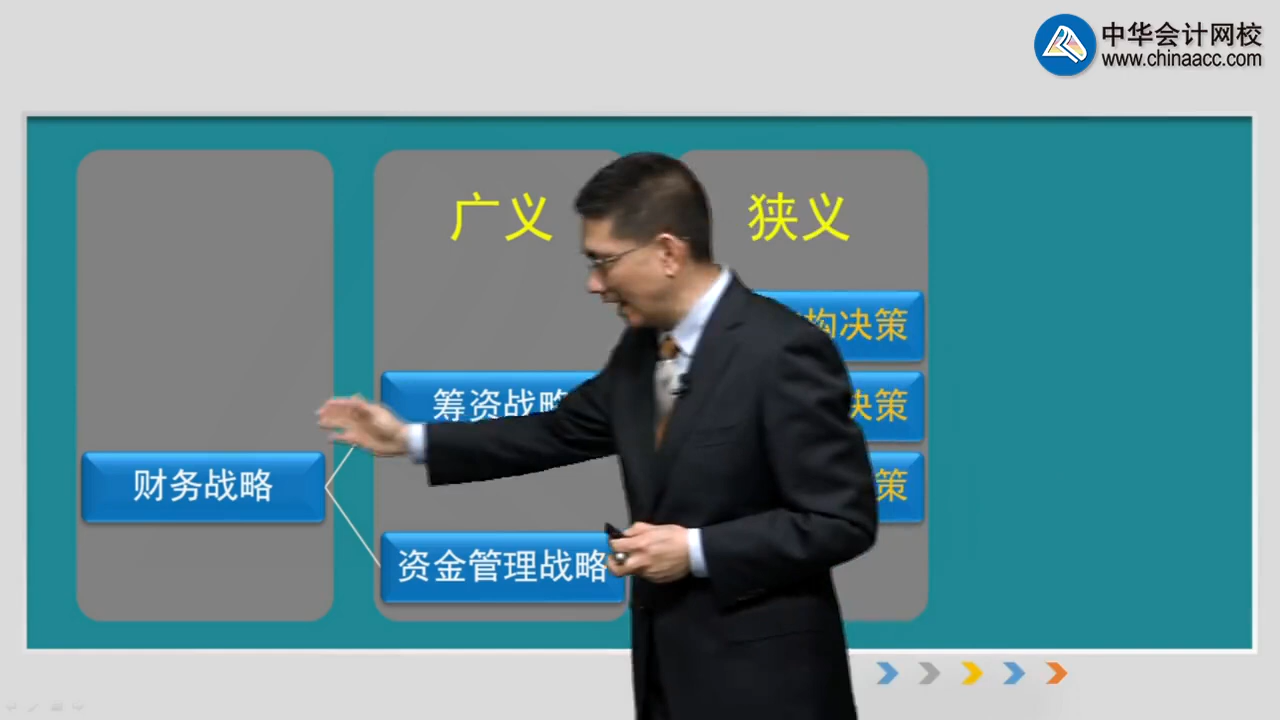 中华会计网校
www.chinaacc.com
广义
狭义
构决策
筹资战略
决策
财务战略
策
资金管理战略